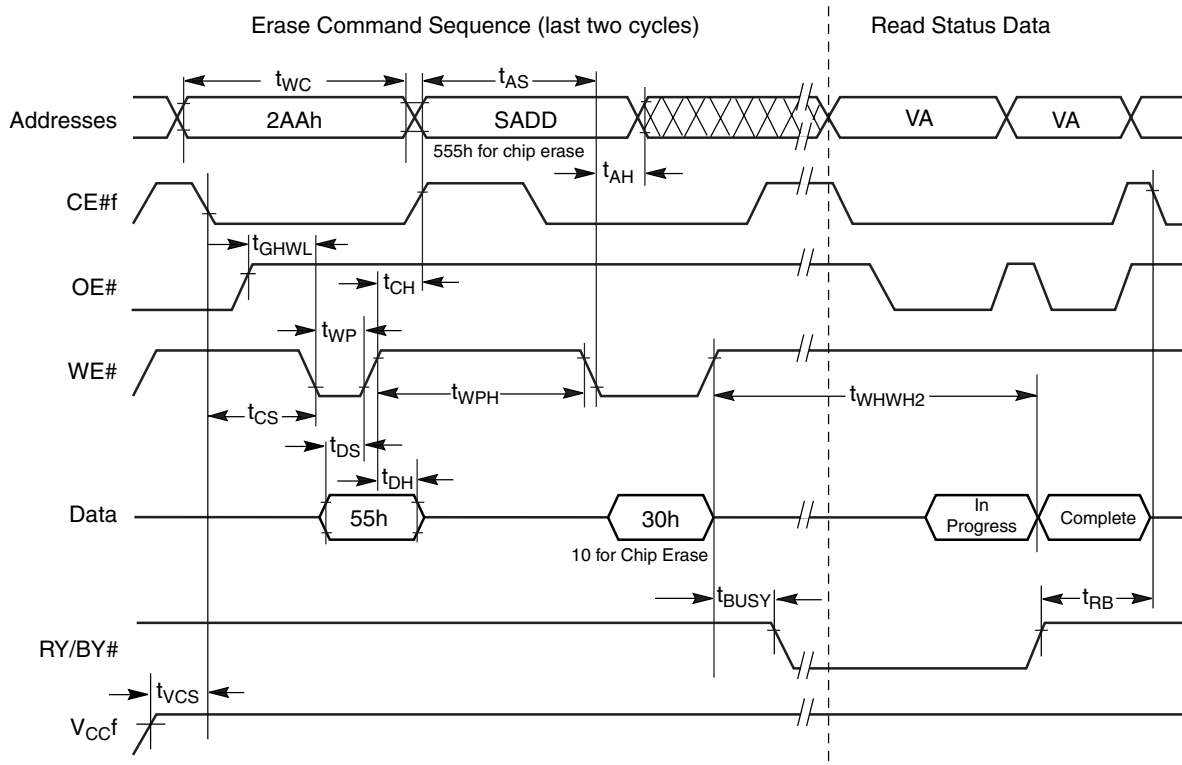 Erase Command Sequence (last two cycles)
Read Status Data
tWC
tAS
Addresses
2AAh
SADD
VA
VA
555h for chip erase
tAH
CE#f
tGHWL
OE#
tCH
tWP
WE#
tWPH
tWHWH2
tCS
tDS
tDH
Data
55h
30h
In
Progress
Complete
10 for Chip Erase
tBUSY
tRB
RY/BY#
tVCS
VCCf